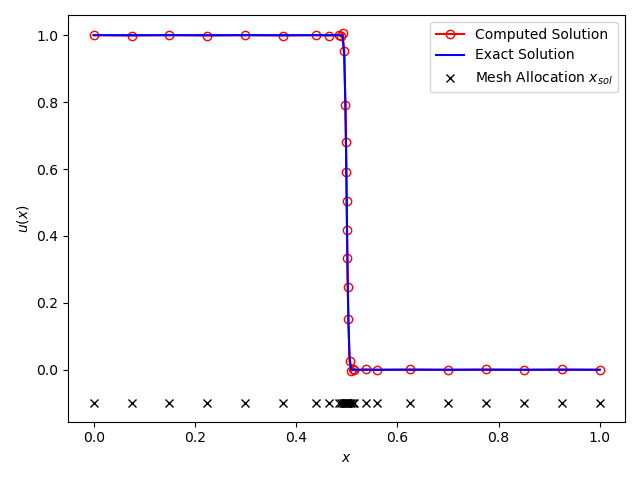 Computed Solution
Exact Solution
Mesh Allocation x_sol
u(x)
1.0
0.8
0.6
0.4
0.2
0.0
0.0 0.2 0.4 0.6 0.8 1.0
x